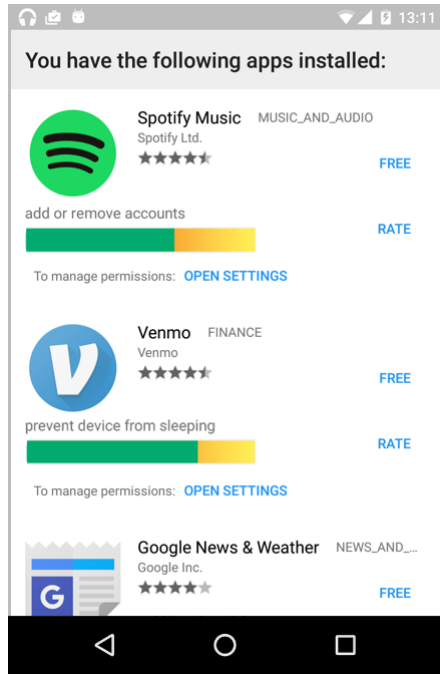 13:11
You have the following apps installed:
Spotify Music MUSIC_AND_AUDIO
Spotify Ltd.
FREE
add or remove accounts
RATE
To manage permissions: OPEN SETTINGS
Venmo FINANCE
Venmo
FREE
prevent device from sleeping
RATE
To manage permissions: OPEN SETTINGS
Google News & Weather NEWS_AND_...
Google Inc.
G
FREE